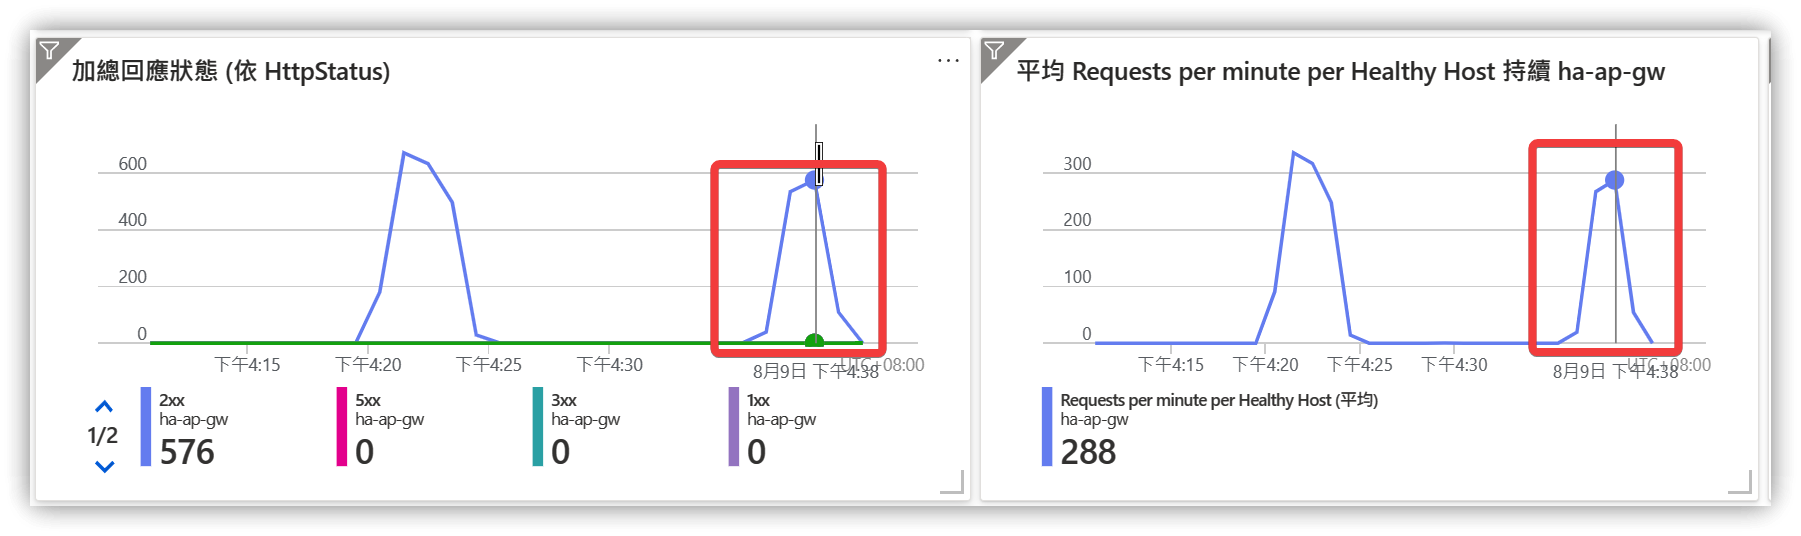 加總回應狀態 (依 HttpStatus)
...
600
400
200
0
下午4:15
下午4:20
下午4:25
下午4:30
8月9日 下午4:38
UTC+08:00
1/2
2xx
ha-ap-gw
576
5xx
ha-ap-gw
0
3xx
ha-ap-gw
0
1xx
ha-ap-gw
0
平均 Requests per minute per Healthy Host 持續 ha-ap-gw
300
200
100
0
下午4:15
下午4:20
下午4:25
下午4:30
8月9日 下午4:38
UTC+08:00
Requests per minute per Healthy Host (平均)
ha-ap-gw
288